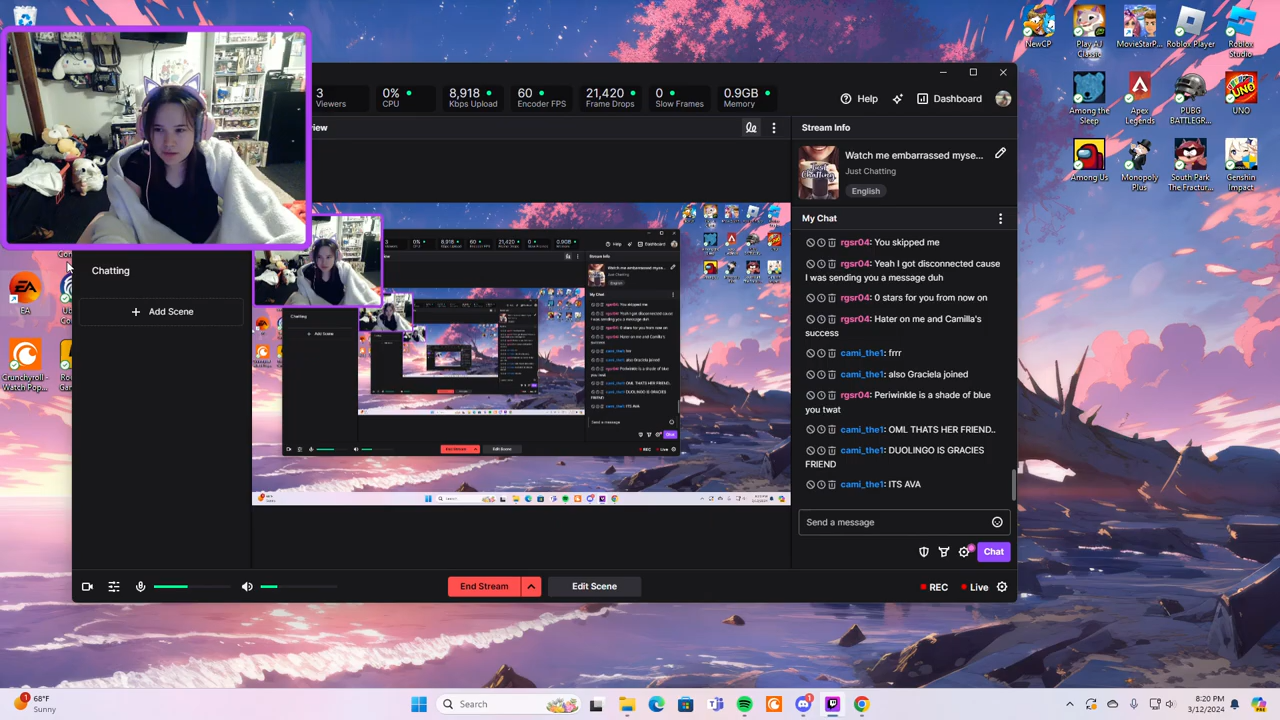 3
Viewers
0%
CPU
8,918
Kbps Upload
60
Encoder FPS
21,420
Frame Drops
0
Slow Frames
0.9GB
Memory
Help
Dashboard
view
Stream Info
Watch me embarrassed myse...
Just Chatting
English
My Chat
rgsr04: You skipped me
rgsr04: Yeah I got disconnected cause
I was sending you a message duh
rgsr04: 0 stars for you from now on
rgsr04: Hater on me and Camilla's
success
cami_the1: frrr
cami_the1: also Graciela joined
rgsr04: Periwinkle is a shade of blue
you twat
cami_the1: OML THATS HER FRIEND..
cami_the1: DUOLINGO IS GRACIES
FRIEND
cami_the1: ITS AVA
Send a message
Chat
Chatting
Add Scene
End Stream
Edit Scene
REC
Live
EA
Crunchyroll -
Watch Pop...
NewCP
Play AJ
Classic
MovieStarP...
Roblox Player
Roblox
Studio
Among the
Sleep
Apex
Legends
PUBG
BATTLEGR...
UNO
Among Us
Monopoly
Plus
South Park
The Fractur...
Genshin
Impact
68°F
Sunny
Search
8:20 PM
3/12/2024